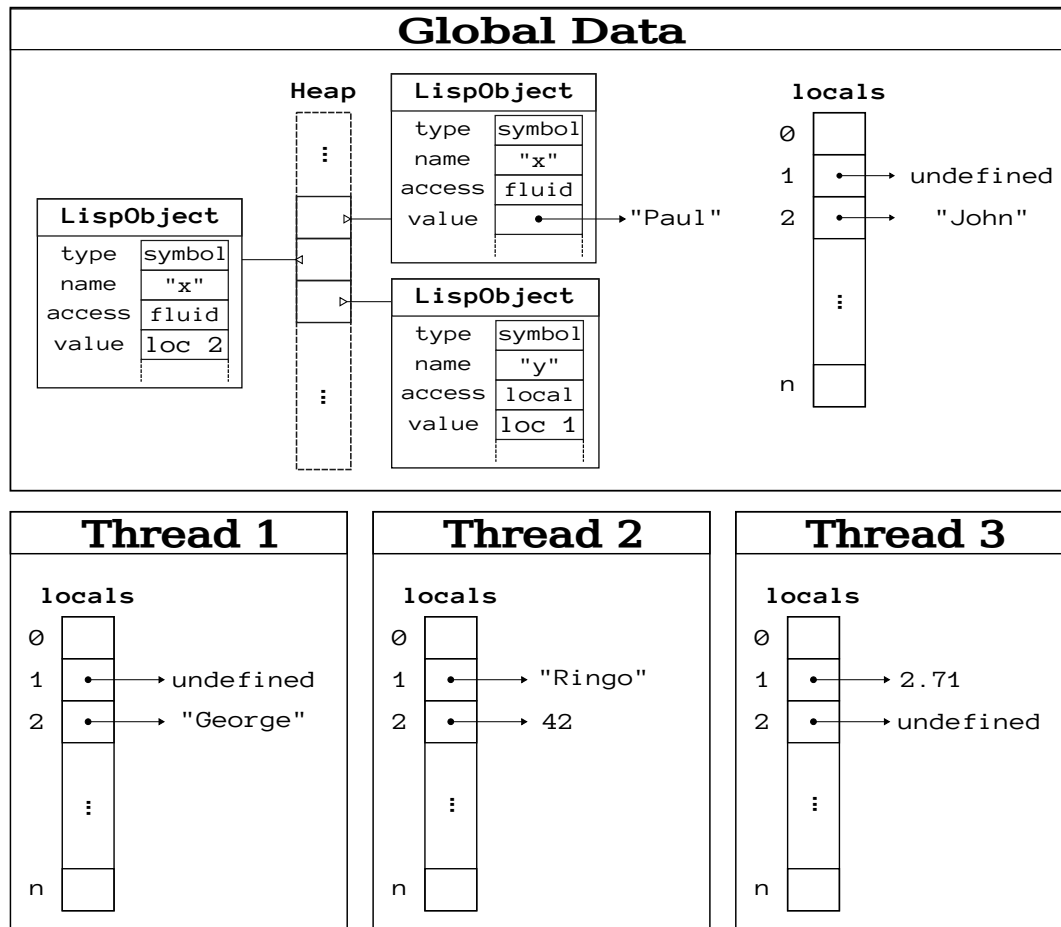 Global Data
Heap
LispObject
type symbol
name "x"
access fluid
value "Paul"
locals
0
1 undefined
2 "John"
⋮
n
⋮
LispObject
type symbol
name "x"
access fluid
value loc 2
LispObject
type symbol
name "y"
access local
value loc 1
⋮
Thread 1
locals
0
1 undefined
2 "George"
⋮
n
Thread 2
locals
0
1 "Ringo"
2 42
⋮
n
Thread 3
locals
0
1 2.71
2 undefined
⋮
n